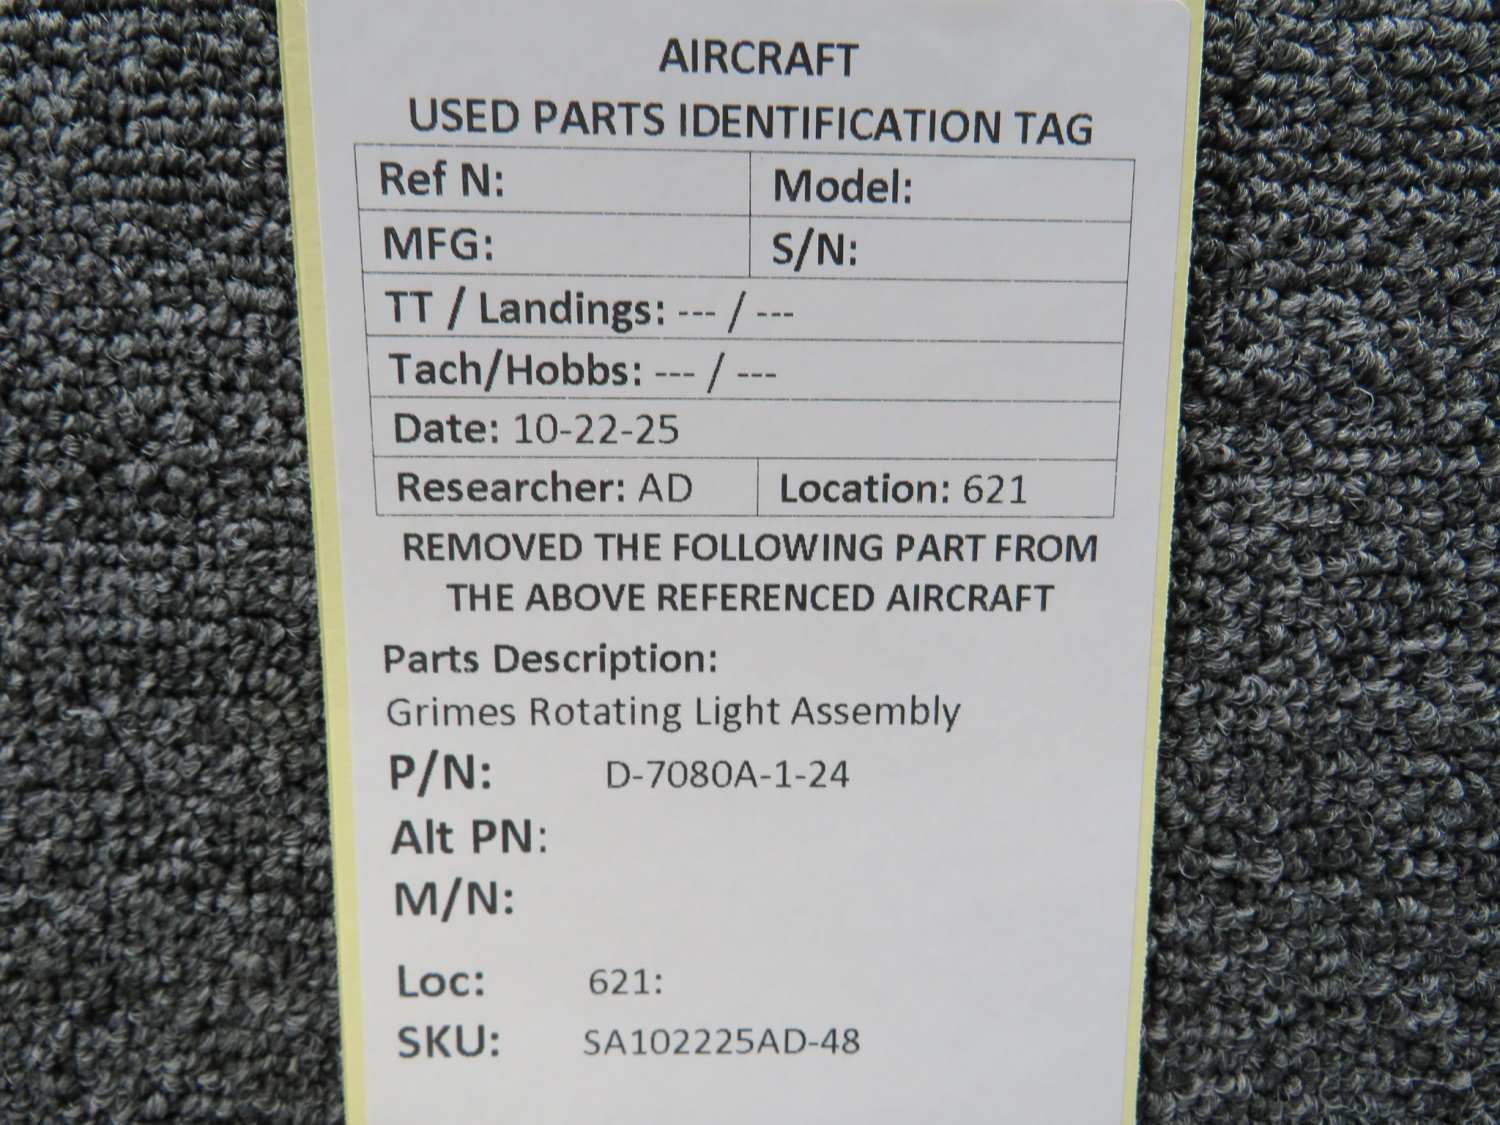 AIRCRAFT
USED PARTS IDENTIFICATION TAG
Ref N: Model:
MFG: S/N:
TT / Landings: --- / ---
Tach/Hobbs: --- / ---
Date: 10-22-25
Researcher: AD Location: 621
REMOVED THE FOLLOWING PART FROM
THE ABOVE REFERENCED AIRCRAFT
Parts Description:
Grimes Rotating Light Assembly
P/N: D-7080A-1-24
Alt PN:
M/N:
Loc: 621:
SKU: SA102225AD-48